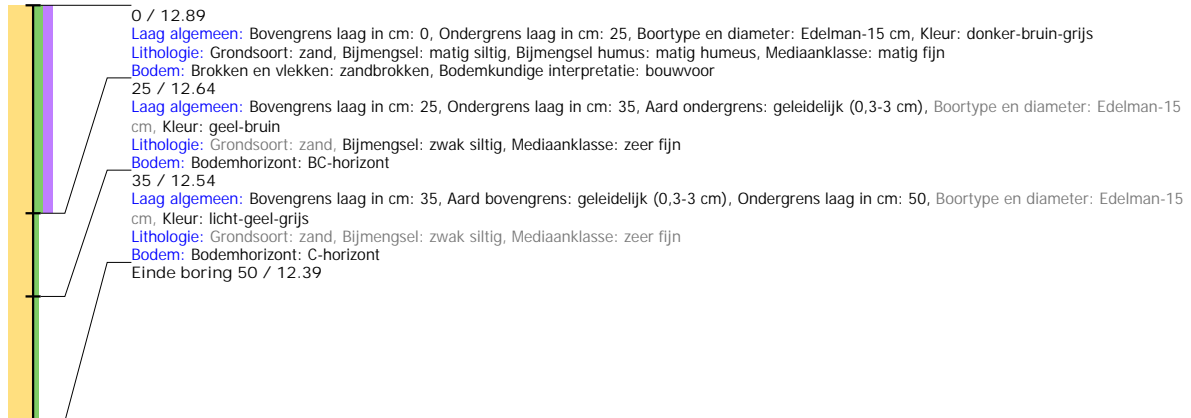 0 / 12.89
Laag algemeen: Bovengrens laag in cm: 0, Ondergrens laag in cm: 25, Boortype en diameter: Edelman-15 cm, Kleur: donker-bruin-grijs
Lithologie: Grondsoort: zand, Bijmengsel: matig siltig, Bijmengsel humus: matig humeus, Mediaanklasse: matig fijn
Bodem: Brokken en vlekken: zandbrokken, Bodemkundige interpretatie: bouwvoor
25 / 12.64
Laag algemeen: Bovengrens laag in cm: 25, Ondergrens laag in cm: 35, Aard ondergrens: geleidelijk (0,3-3 cm), Boortype en diameter: Edelman-15
cm, Kleur: geel-bruin
Lithologie: Grondsoort: zand, Bijmengsel: zwak siltig, Mediaanklasse: zeer fijn
Bodem: Bodemhorizont: BC-horizont
35 / 12.54
Laag algemeen: Bovengrens laag in cm: 35, Aard bovengrens: geleidelijk (0,3-3 cm), Ondergrens laag in cm: 50, Boortype en diameter: Edelman-15
cm, Kleur: licht-geel-grijs
Lithologie: Grondsoort: zand, Bijmengsel: zwak siltig, Mediaanklasse: zeer fijn
Bodem: Bodemhorizont: C-horizont
Einde boring 50 / 12.39